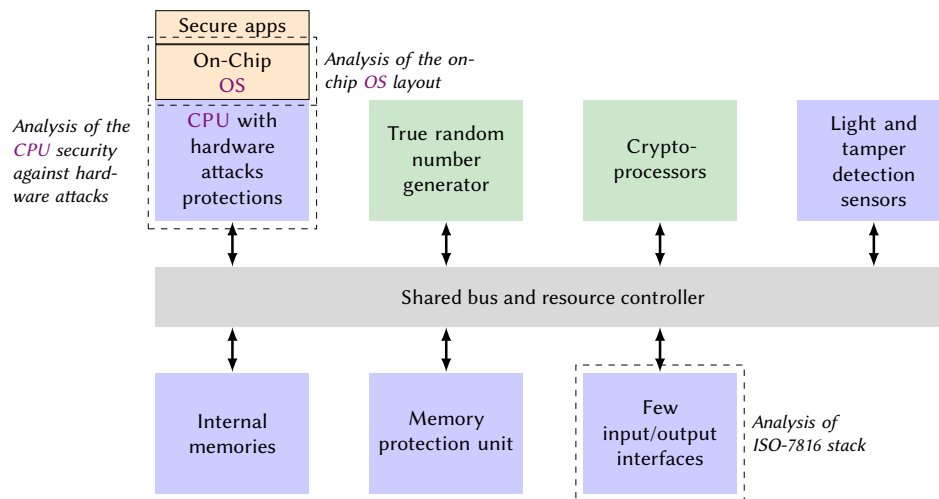 Secure apps
On-Chip
OS
Analysis of the on-
chip OS layout
Analysis of the
CPU security
against hard-
ware attacks
CPU with
hardware
attacks
protections
True random
number
generator
Crypto-
processors
Light and
tamper
detection
sensors
Shared bus and resource controller
Internal
memories
Memory
protection unit
Few
input/output
interfaces
Analysis of
ISO-7816 stack